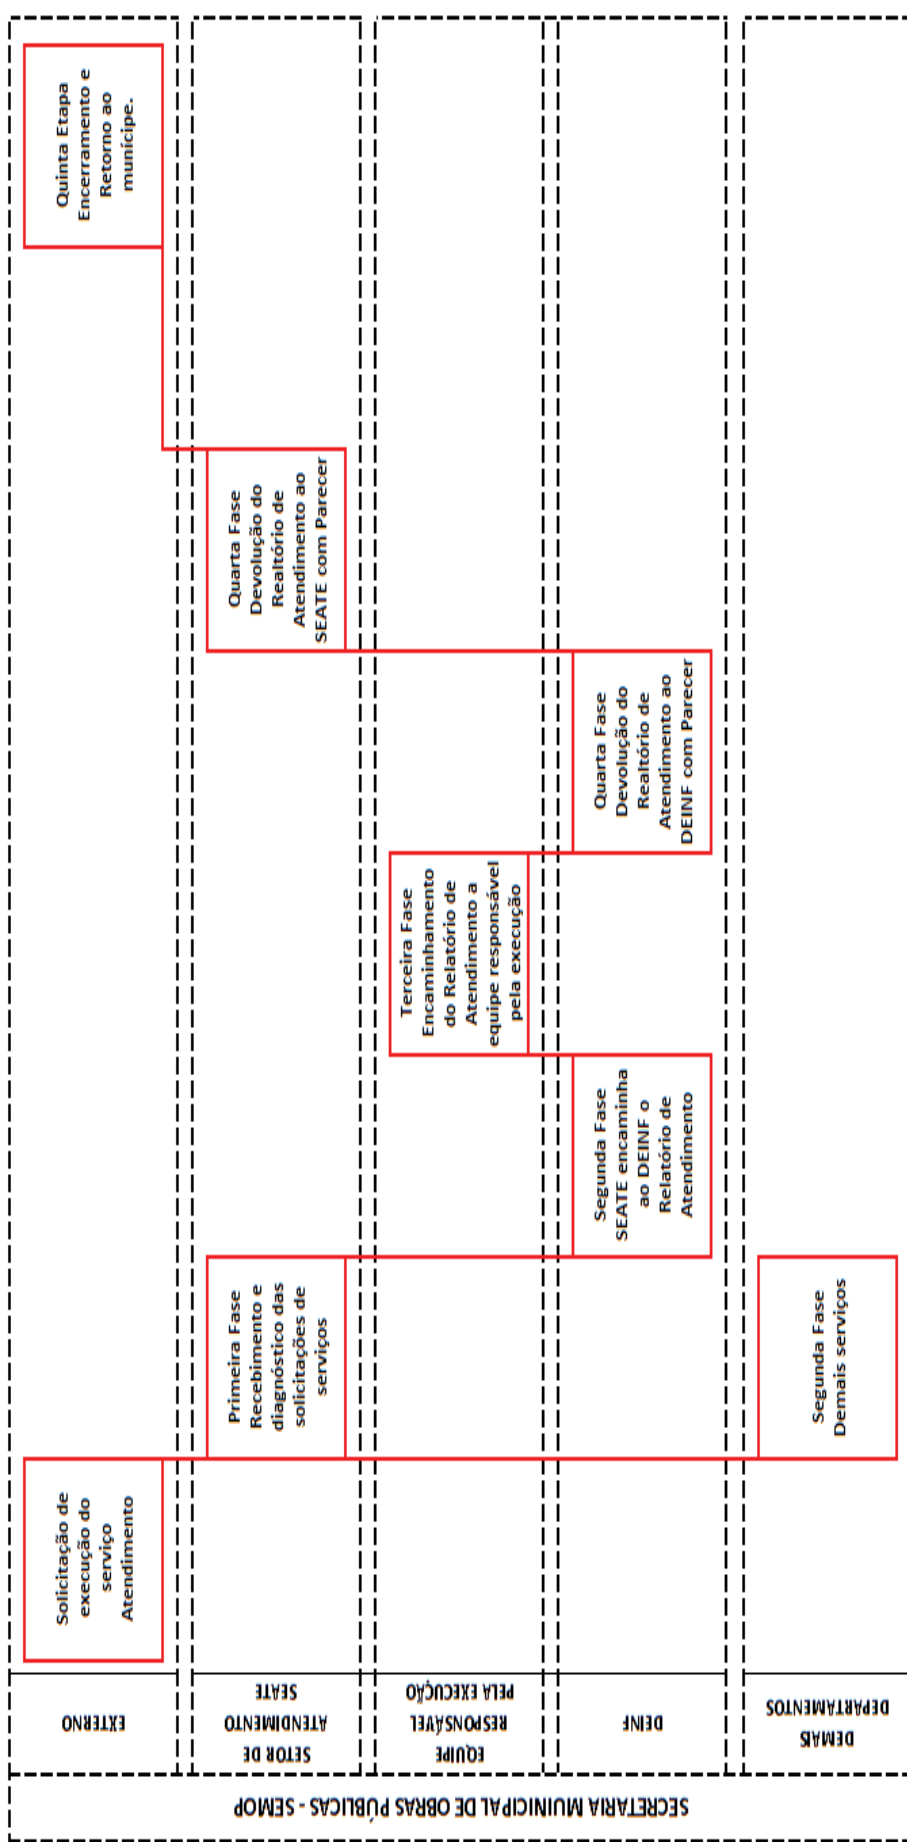 SECRETARIA MUINICIPAL DE OBRAS PÚBLICAS - SEMOP
EXTERNO
Solicitação de
execução do
serviço
Atendimento
Quinta Etapa
Encerramento e
Retorno ao
munícipe.
SETOR DE
ATENDIMENTO
SEATE
Primeira Fase
Recebimento e
diagnóstico das
solicitações de
serviços
Quarta Fase
Devolução do
Realtório de
Atendimento ao
SEATE com Parecer
EQUIPE
RESPONSÁVEL
PELA EXECUÇÃO
Terceira Fase
Encaminhamento
do Relatório de
Atendimento a
equipe responsável
pela execução
DEINF
Segunda Fase
SEATE encaminha
ao DEINF o
Relatório de
Atendimento
Quarta Fase
Devolução do
Realtório de
Atendimento ao
DEINF com Parecer
DEMAIS
DEPARTAMENTOS
Segunda Fase
Demais serviços